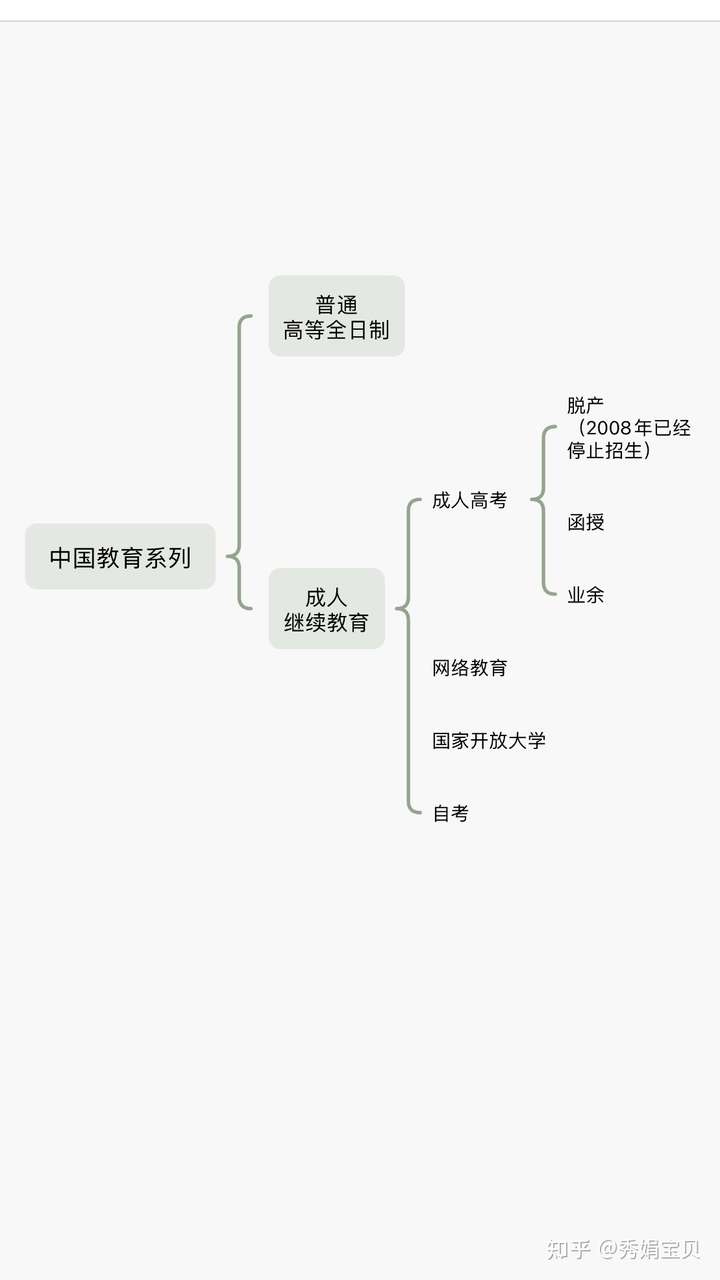 中国教育系列
普通
高等全日制
成人
继续教育
成人高考
脱产
（2008年已经
停止招生）
函授
业余
网络教育
国家开放大学
自考
知乎 @秀娟宝贝